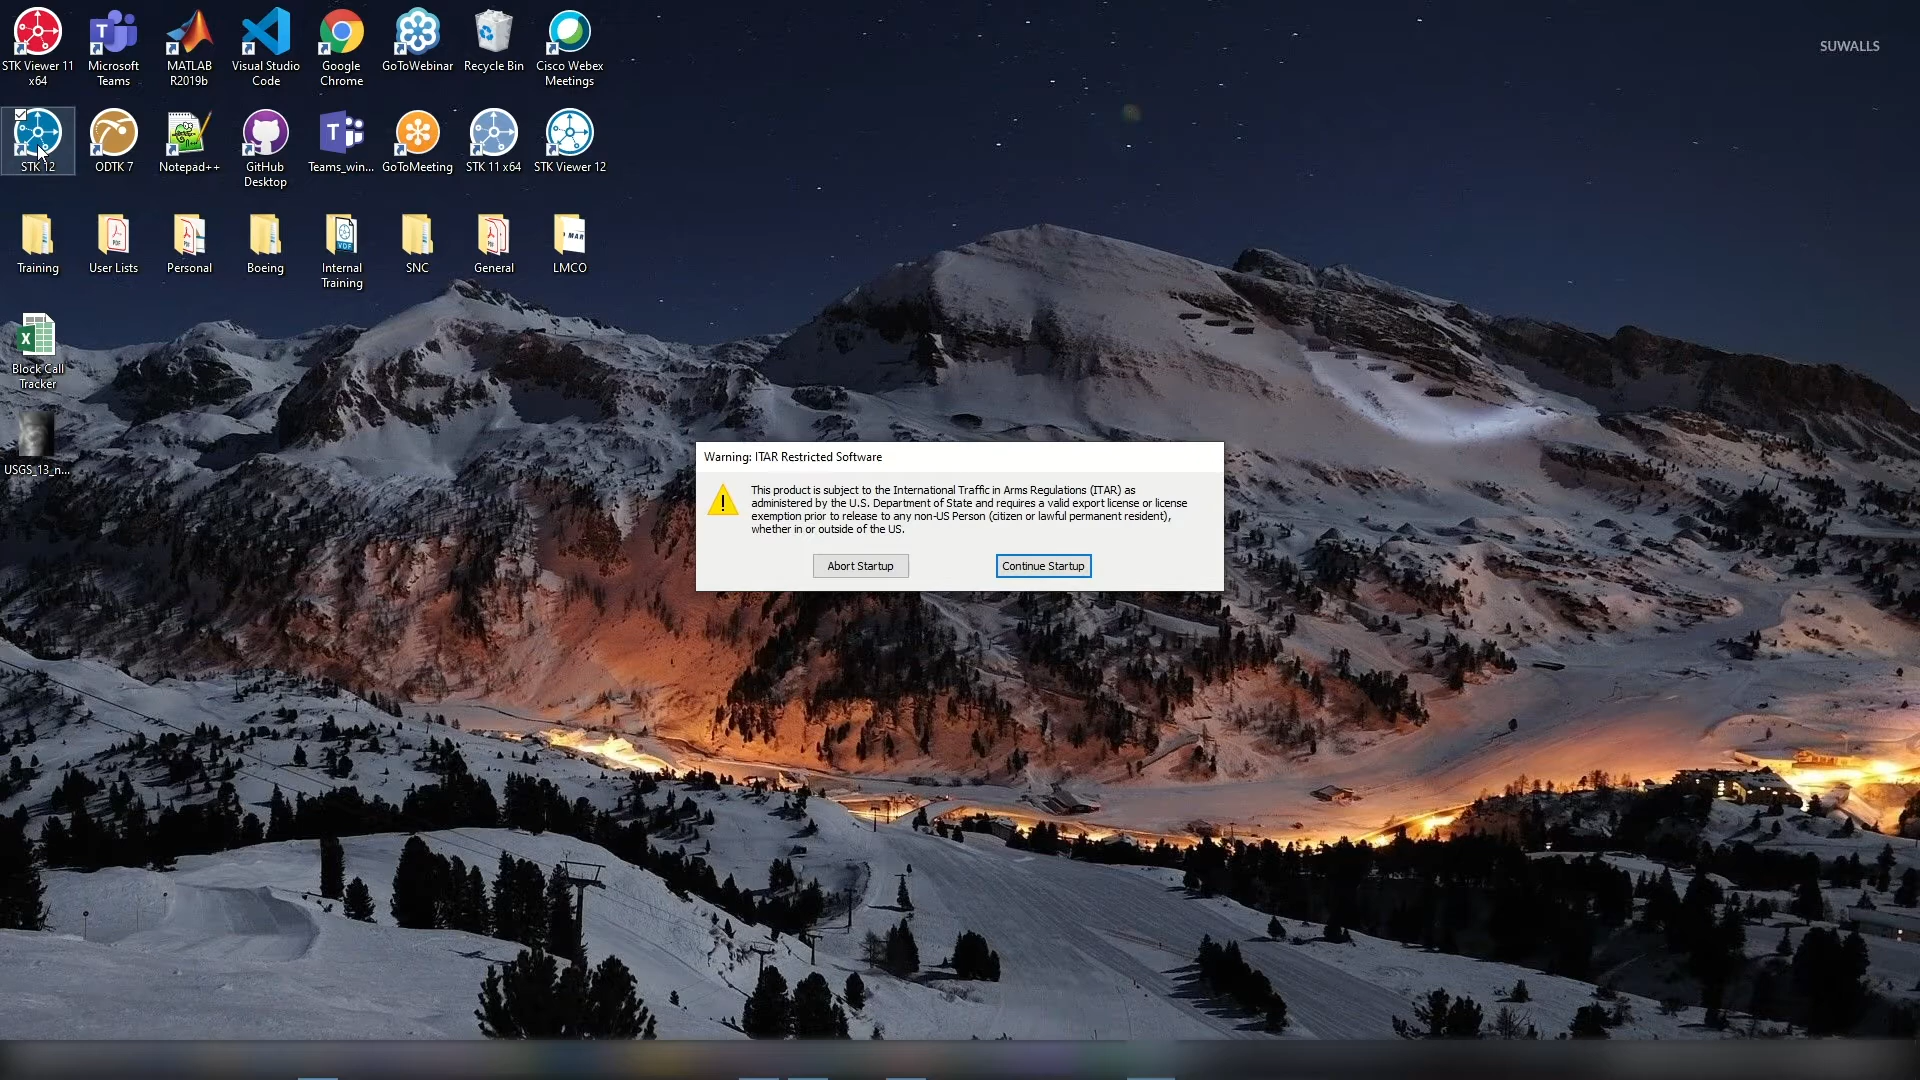 STK Viewer 11
x64
Microsoft
Teams
MATLAB
R2019b
Visual Studio
Code
Google
Chrome
GoToWebinar
Recycle Bin
Cisco Webex
Meetings
SUWALLS
STK 12
ODTK 7
Notepad++
GitHub
Desktop
Teams_win...
GoToMeeting
STK 11 x64
STK Viewer 12
Training
User Lists
Personal
Boeing
Internal
Training
SNC
General
LMCO
Block Call
Tracker
USGS_13_n...
Warning: ITAR Restricted Software
This product is subject to the International Traffic in Arms Regulations (ITAR) as
administered by the U.S. Department of State and requires a valid export license or license
exemption prior to release to any non-US Person (citizen or lawful permanent resident),
whether in or outside of the US.
Abort Startup
Continue Startup